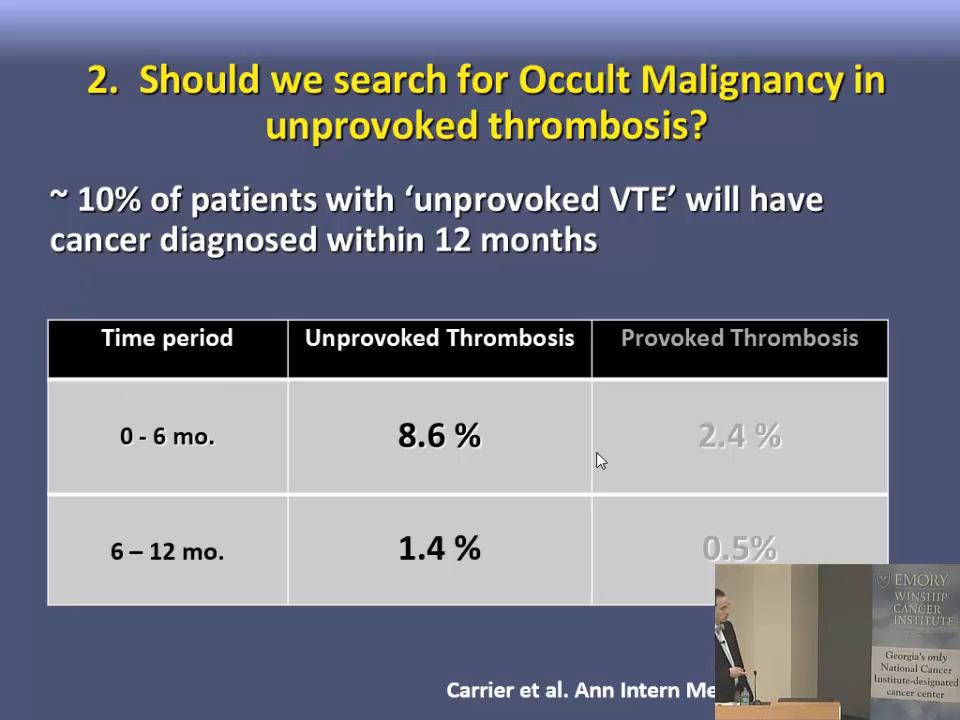 2. Should we search for Occult Malignancy in
unprovoked thrombosis?
~ 10% of patients with ‘unprovoked VTE’ will have
cancer diagnosed within 12 months
Time period Unprovoked Thrombosis Provoked Thrombosis
0 - 6 mo. 8.6 % 2.4 %
6 – 12 mo. 1.4 % 0.5%
Carrier et al. Ann Intern
EMORY
WINSHIP
CANCER
INSTITUTE
Georgia's only
National Cancer
Institute-designated
cancer center